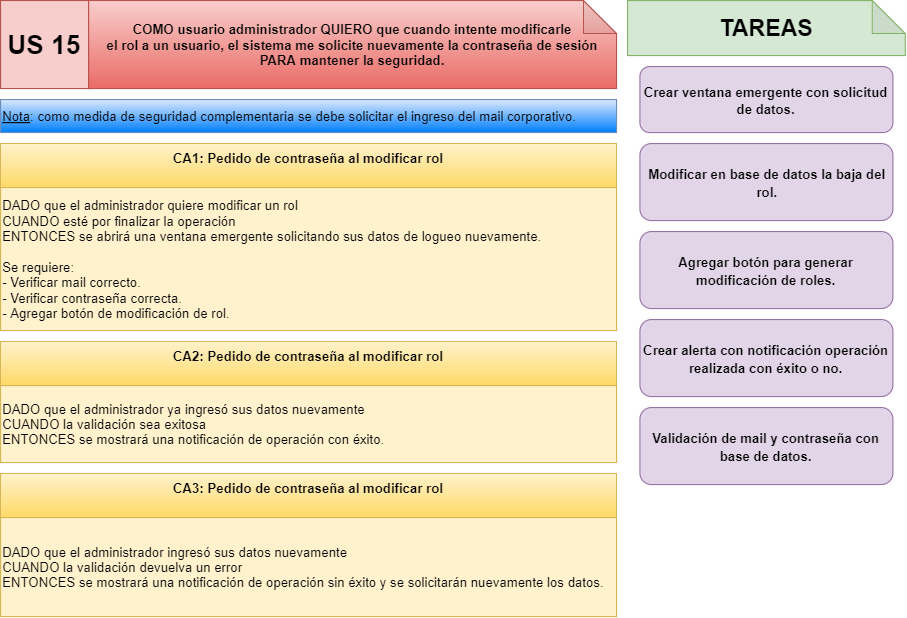 US 15
COMO usuario administrador QUIERO que cuando intente modificarle
el rol a un usuario, el sistema me solicite nuevamente la contraseña de sesión
PARA mantener la seguridad.
Nota: como medida de seguridad complementaria se debe solicitar el ingreso del mail corporativo.
CA1: Pedido de contraseña al modificar rol
DADO que el administrador quiere modificar un rol
CUANDO esté por finalizar la operación
ENTONCES se abrirá una ventana emergente solicitando sus datos de logueo nuevamente.
Se requiere:
- Verificar mail correcto.
- Verificar contraseña correcta.
- Agregar botón de modificación de rol.
CA2: Pedido de contraseña al modificar rol
DADO que el administrador ya ingresó sus datos nuevamente
CUANDO la validación sea exitosa
ENTONCES se mostrará una notificación de operación con éxito.
CA3: Pedido de contraseña al modificar rol
DADO que el administrador ingresó sus datos nuevamente
CUANDO la validación devuelva un error
ENTONCES se mostrará una notificación de operación sin éxito y se solicitarán nuevamente los datos.
TAREAS
Crear ventana emergente con solicitud
de datos.
Modificar en base de datos la baja del
rol.
Agregar botón para generar
modificación de roles.
Crear alerta con notificación operación
realizada con éxito o no.
Validación de mail y contraseña con
base de datos.